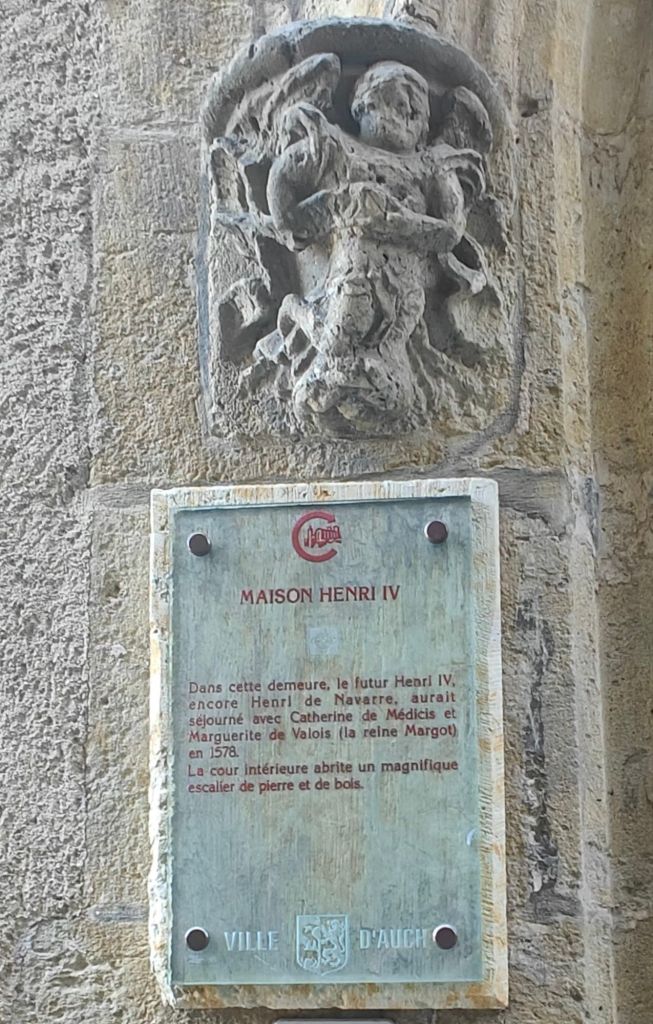 MAISON HENRI IV
Dans cette demeure, le futur Henri IV,
encore Henri de Navarre, aurait
séjourné avec Catherine de Médicis et
Marguerite de Valois (la reine Margot)
en 1578.
La cour intérieure abrite un magnifique
escalier de pierre et de bois.
VILLE D'AUCH